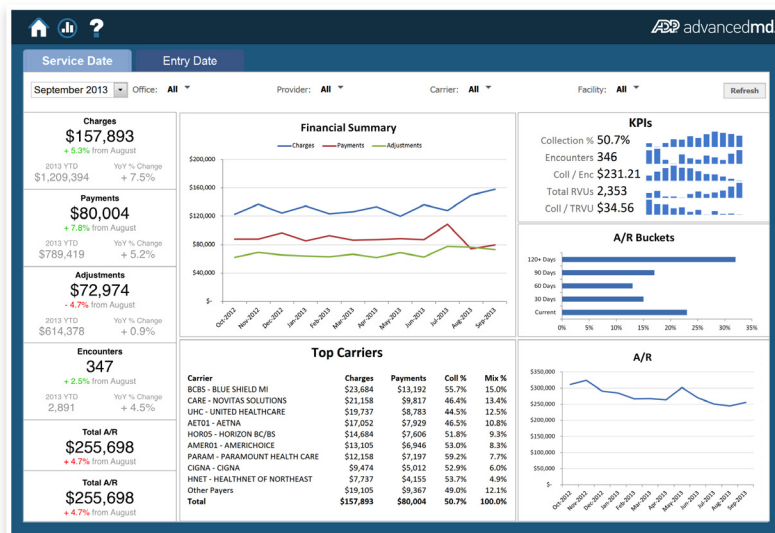 ADP advancedmd.
Service Date
Entry Date
September 2013 Office: All Provider: All Carrier: All Facility: All Refresh
Charges
$157,893
+ 5.3% from August
2013 YTD YoY % Change
$1,209,394 + 7.5%
Payments
$80,004
+ 7.8% from August
2013 YTD YoY % Change
$789,419 + 5.2%
Adjustments
$72,974
- 4.7% from August
2013 YTD YoY % Change
$614,378 + 0.9%
Encounters
347
+ 2.5% from August
2013 YTD YoY % Change
2,891 + 4.5%
Total A/R
$255,698
+ 4.7% from August
Total A/R
$255,698
+ 4.7% from August
Financial Summary
Charges Payments Adjustments
$200,000
$160,000
$120,000
$80,000
$40,000
$-
Oct-2012 Nov-2012 Dec-2012 Jan-2013 Feb-2013 Mar-2013 Apr-2013 May-2013 Jun-2013 Jul-2013 Aug-2013 Sep-2013
KPIs
Collection % 50.7%
Encounters 346
Coll / Enc $231.21
Total RVUs 2,353
Coll / TRVU $34.56
A/R Buckets
120+ Days
90 Days
60 Days
30 Days
Current
0% 5% 10% 15% 20% 25% 30% 35%
Top Carriers
Carrier Charges Payments Coll % Mix %
BCBS - BLUE SHIELD MI $23,684 $13,192 55.7% 15.0%
CARE - NOVITAS SOLUTIONS $21,158 $9,817 46.4% 13.4%
UHC - UNITED HEALTHCARE $19,737 $8,783 44.5% 12.5%
AET01 - AETNA $17,052 $7,929 46.5% 10.8%
HOR05 - HORIZON BC/BS $14,684 $7,606 51.8% 9.3%
AMER01 - AMERICHOICE $13,105 $6,946 53.0% 8.3%
PARAM - PARAMOUNT HEALTH CARE $12,158 $7,197 59.2% 7.7%
CIGNA - CIGNA $9,474 $5,012 52.9% 6.0%
HNET - HEALTHNET OF NORTHEAST $7,737 $4,155 53.7% 4.9%
Other Payers $19,105 $9,367 49.0% 12.1%
Total $157,893 $80,004 50.7% 100.0%
A/R
$350,000
$300,000
$250,000
$200,000
$150,000
$100,000
$50,000
$-
Oct-2012 Nov-2012 Dec-2012 Jan-2013 Feb-2013 Mar-2013 Apr-2013 May-2013 Jun-2013 Jul-2013 Aug-2013 Sep-2013